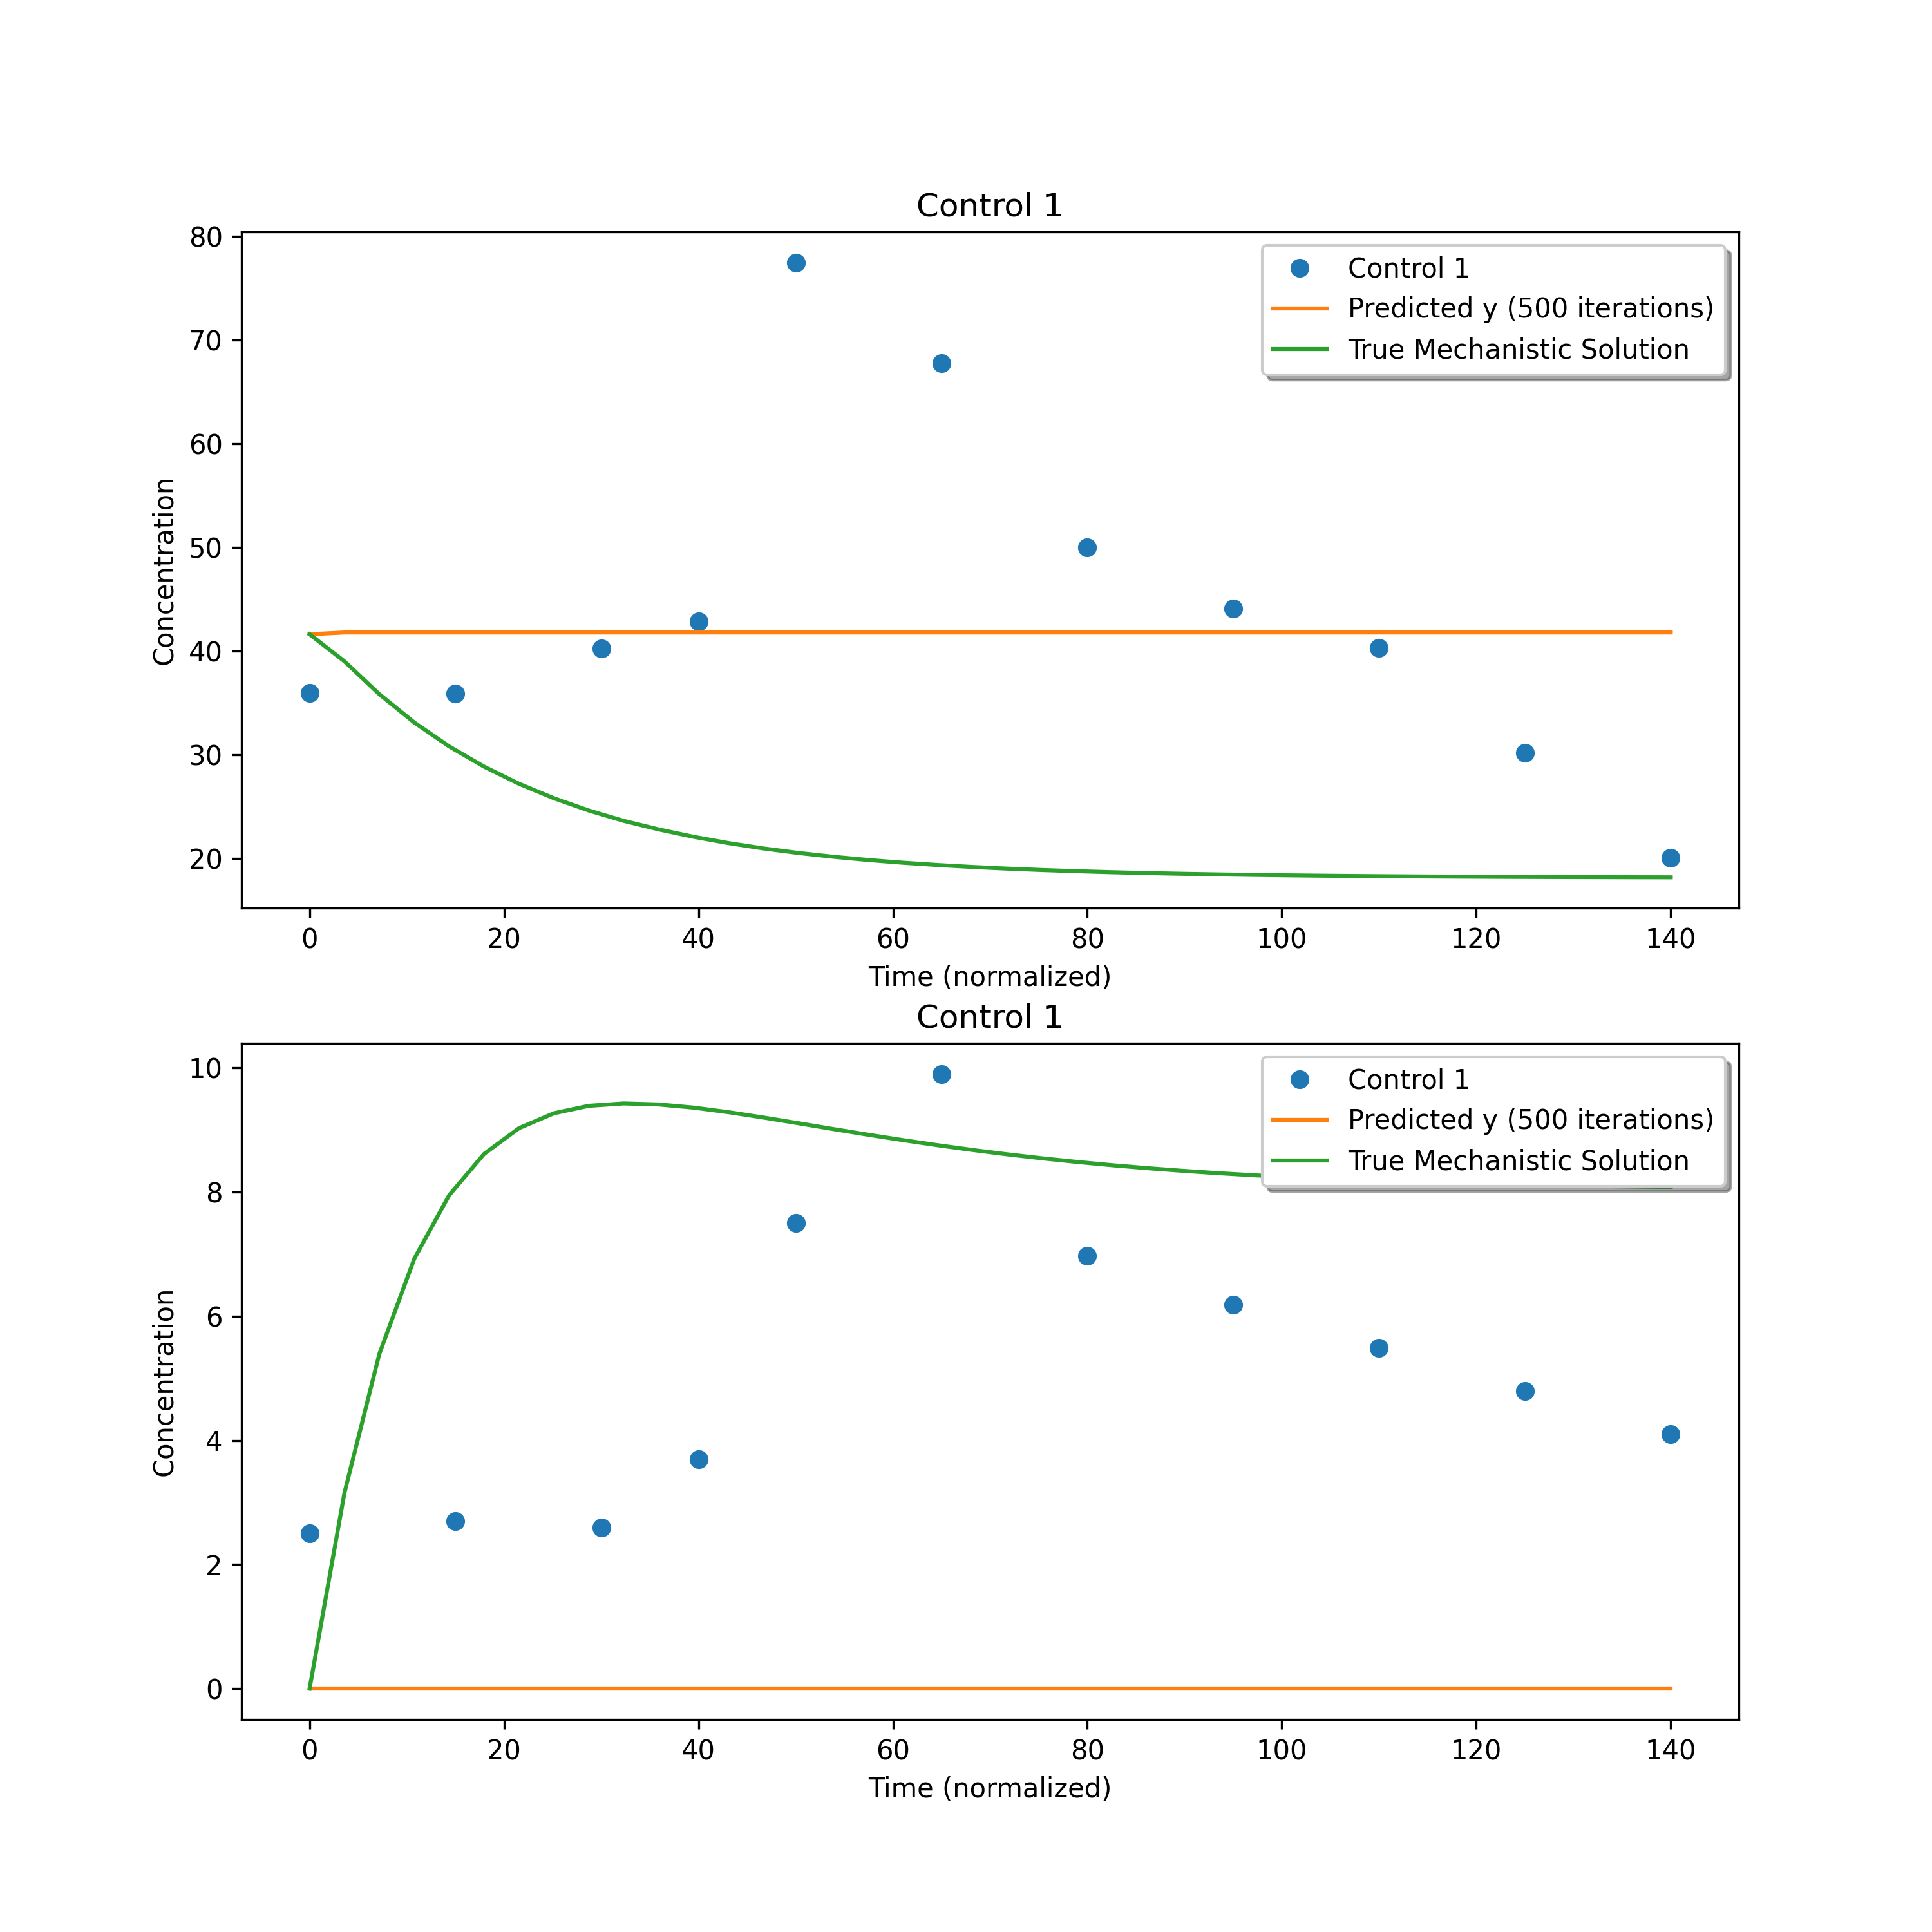 Control 1
80
70
60
50
40
30
20
Concentration
Control 1
Predicted y (500 iterations)
True Mechanistic Solution
0 20 40 60 80 100 120 140
Time (normalized)
Control 1
10
8
6
4
2
0
Concentration
Control 1
Predicted y (500 iterations)
True Mechanistic Solution
0 20 40 60 80 100 120 140
Time (normalized)